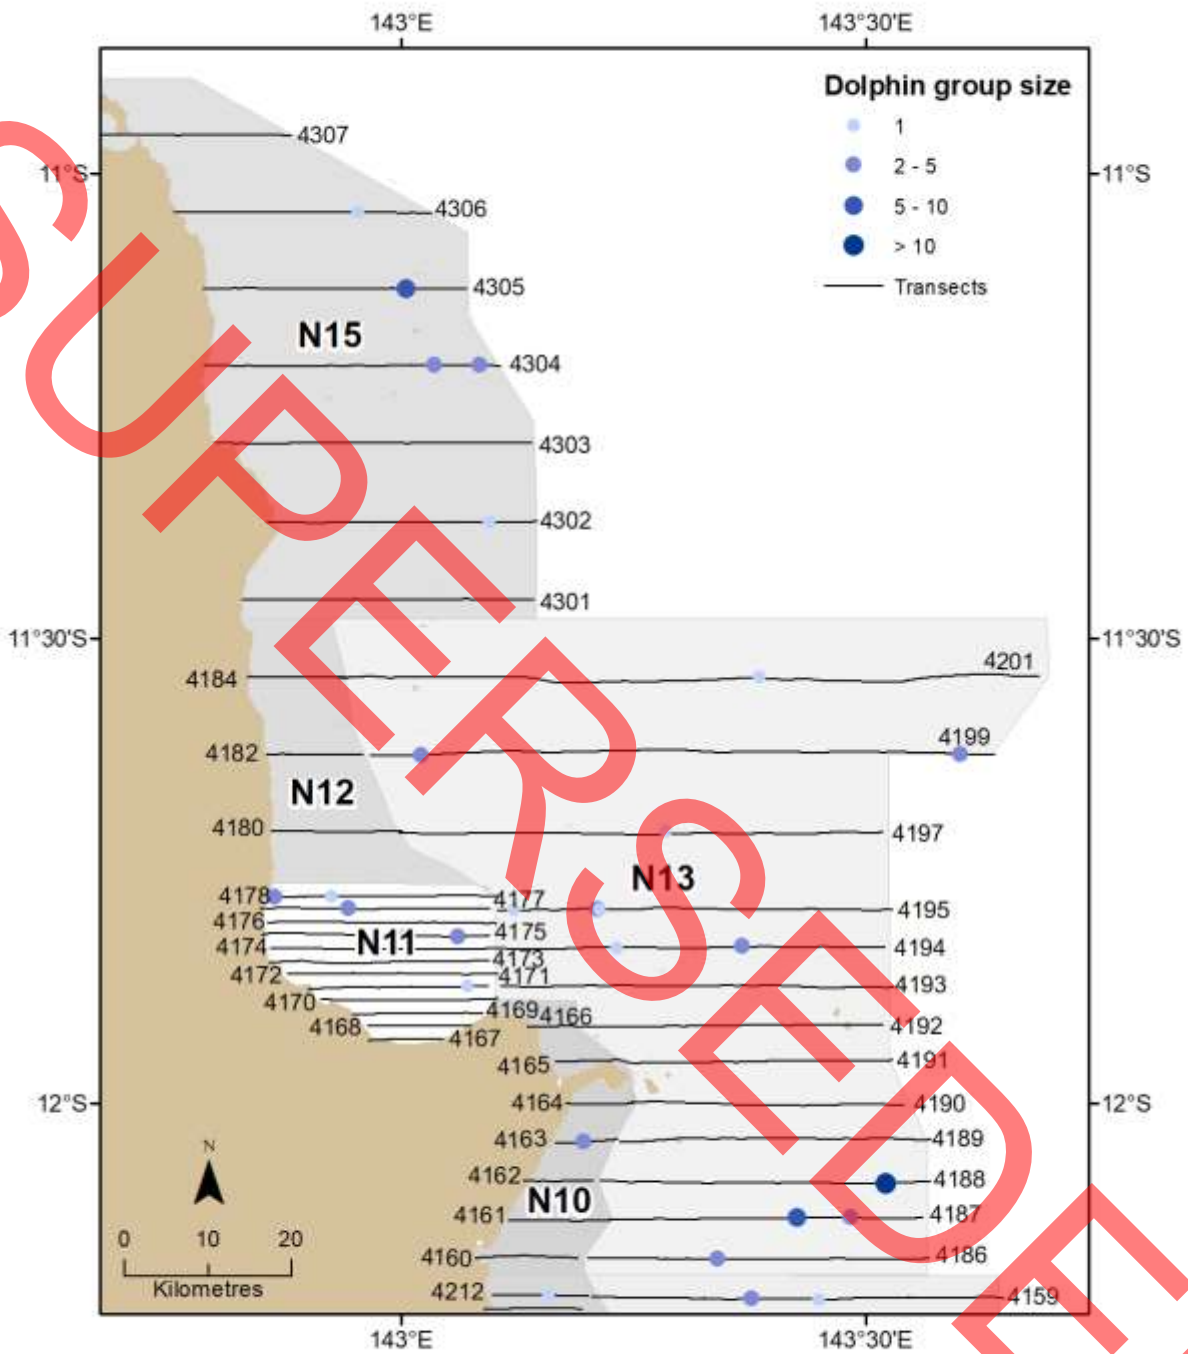 143°E 143°30'E
Dolphin group size
1
2 - 5
5 - 10
> 10
Transects
4307
11°S 11°S
4306
4305
N15
4304
4303
4302
4301
11°30'S 11°30'S
4201
4184
4199
4182
N12
4180 4197
N13
4178 4177
4195
4176
4175
N11
4174 4194
4173
4172 4171
4193
4170
4169 4166
4168 4192
4167
4165 4191
12°S 4164 4190 12°S
4163 4189
4162 4188
N10
4161 4187
4160 4186
4212 4159
N
0 10 20
Kilometres
143°E 143°30'E
SUPERSEDE